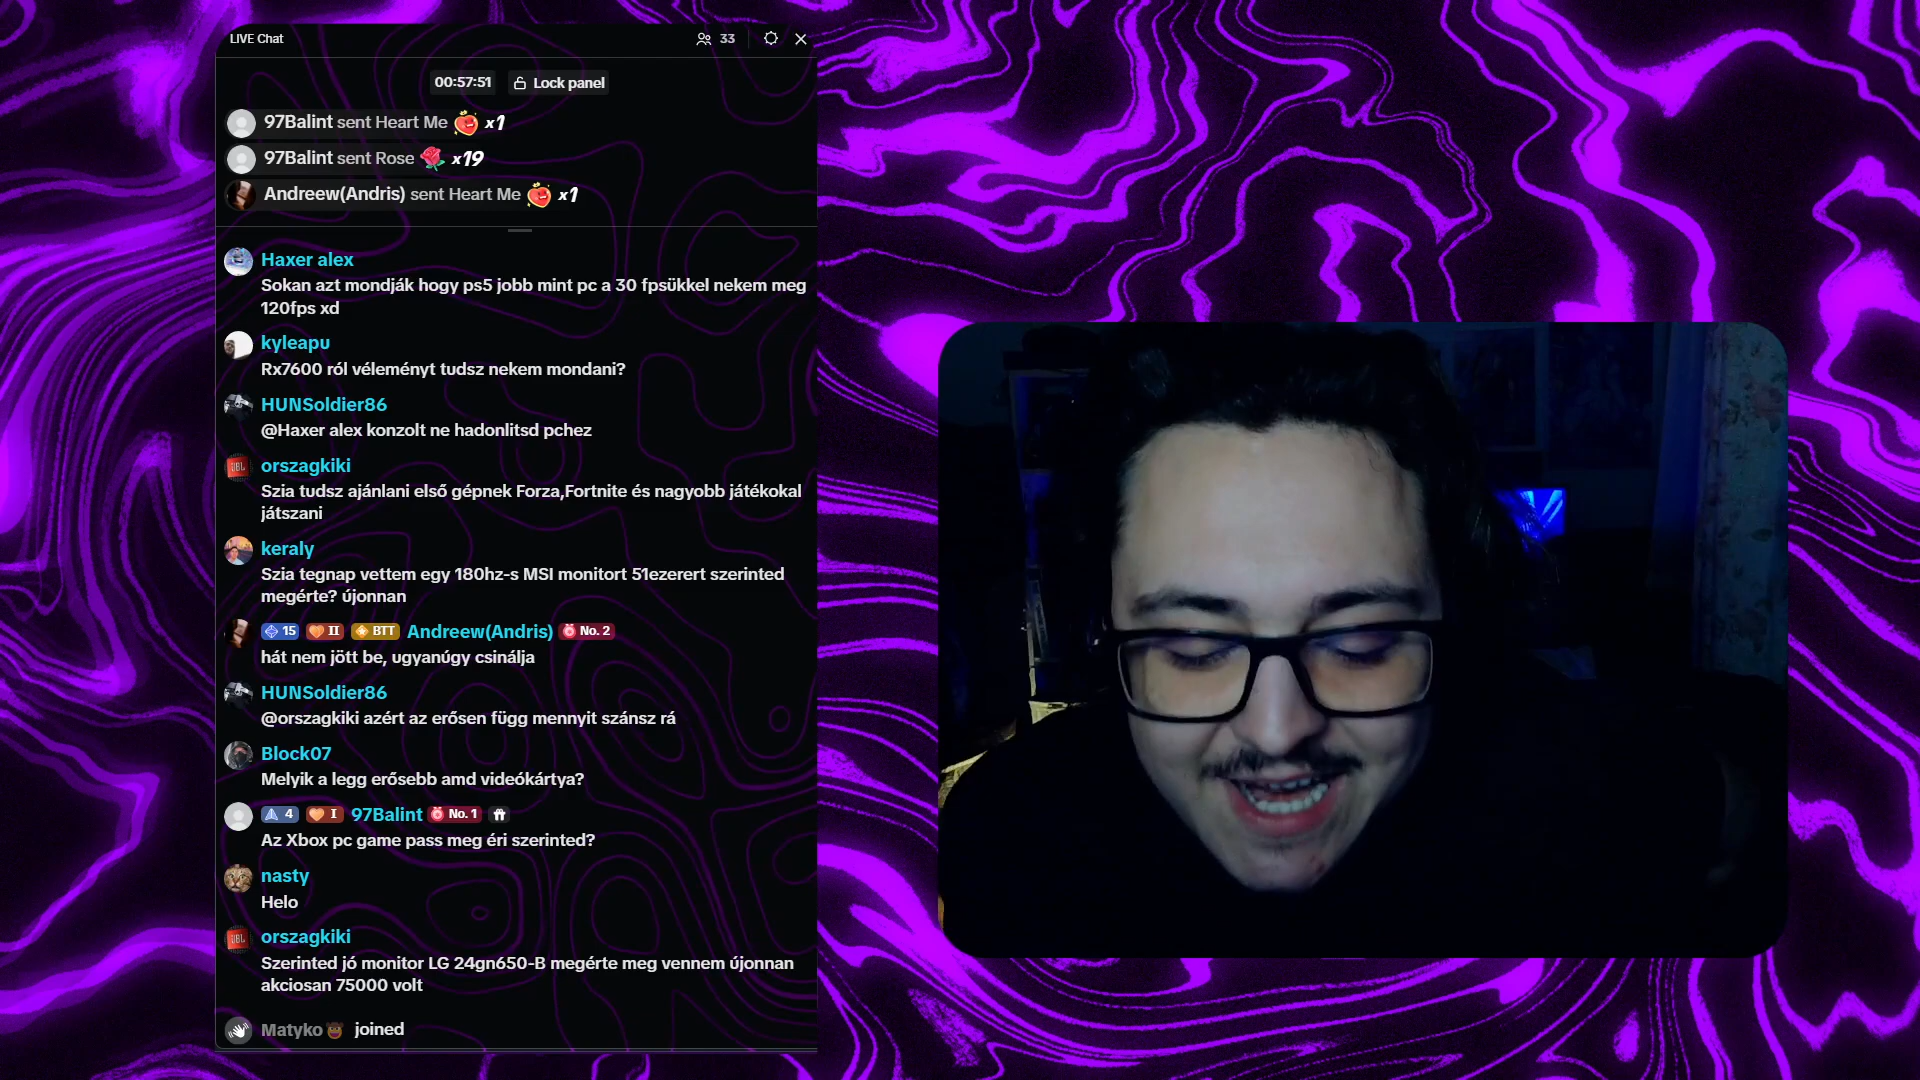 LIVE Chat
33
00:57:51
Lock panel
97Balint sent Heart Me x1
97Balint sent Rose x19
Andreew(Andris) sent Heart Me x1
Haxer alex
Sokan azt mondják hogy ps5 jobb mint pc a 30 fpsükkel nekem meg
120fps xd
kyleapu
Rx7600 ról véleményt tudsz nekem mondani?
HUNSoldier86
@Haxer alex konzolt ne hadonlitsd pchez
orszagkiki
Szia tudsz ajánlani első gépnek Forza,Fortnite és nagyobb játékokal
játszani
keraly
Szia tegnap vettem egy 180hz-s MSI monitort 51ezerert szerinted
megérte? újonnan
15 II BTT Andreew(Andris) No. 2
hát nem jött be, ugyanúgy csinálja
HUNSoldier86
@orszagkiki azért az erősen függ mennyit szánsz rá
Block07
Melyik a legg erősebb amd videókártya?
4 I 97Balint No. 1
Az Xbox pc game pass meg éri szerinted?
nasty
Helo
JBL orszagkiki
Szerinted jó monitor LG 24gn650-B megérte meg vennem újonnan
akciosan 75000 volt
Matyko joined